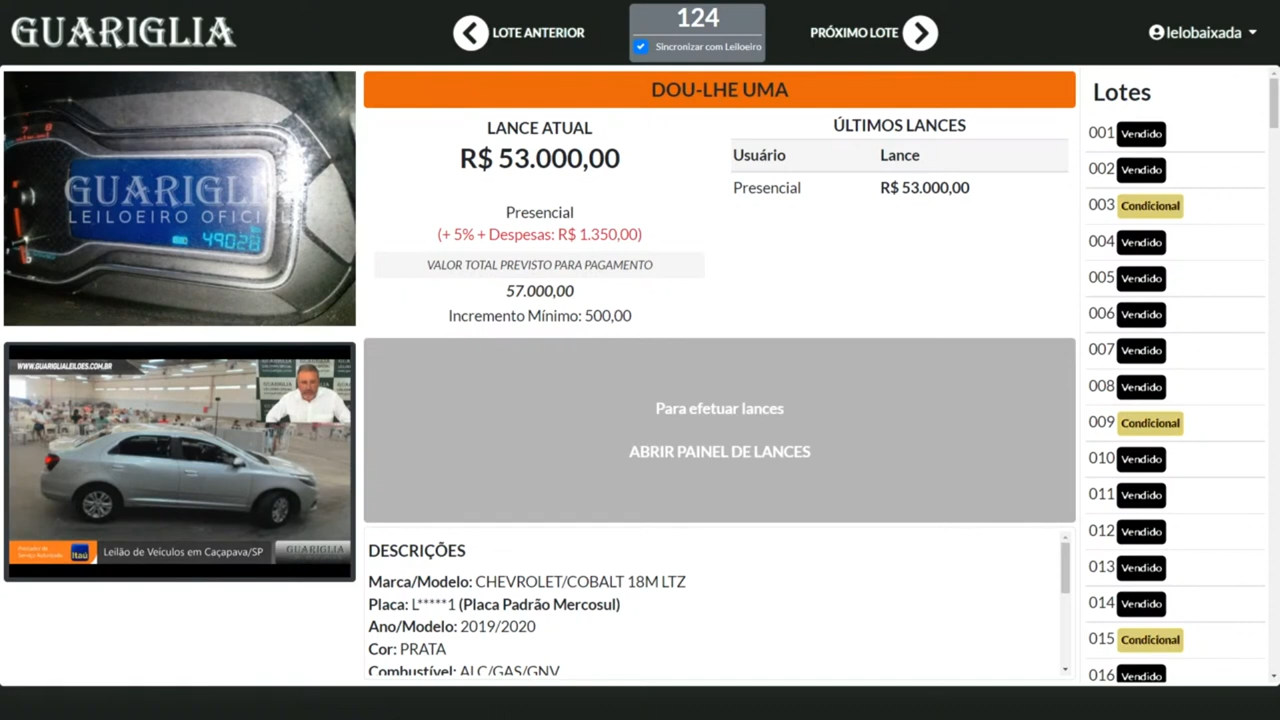 GUARIGLIA
LOTE ANTERIOR
124
Sincronizar com Leiloeiro
PRÓXIMO LOTE
lelobaixada
GUARIGLI
LEILOEIRO OFICIAL
49028
WWW.GUARIGLIALEILOES.COM.BR
Itaú
Leilão de Veículos em Caçapava/SP
GUARIGLIA
DOU-LHE UMA
LANCE ATUAL
R$ 53.000,00
Presencial
(+ 5% + Despesas: R$ 1.350,00)
VALOR TOTAL PREVISTO PARA PAGAMENTO
57.000,00
Incremento Mínimo: 500,00
ÚLTIMOS LANCES
Usuário Lance
Presencial R$ 53.000,00
Para efetuar lances
ABRIR PAINEL DE LANCES
DESCRIÇÕES
Marca/Modelo: CHEVROLET/COBALT 18M LTZ
Placa: L*****1 (Placa Padrão Mercosul)
Ano/Modelo: 2019/2020
Cor: PRATA
Combustível: ALC/GAS/GNV
Lotes
001 Vendido
002 Vendido
003 Condicional
004 Vendido
005 Vendido
006 Vendido
007 Vendido
008 Vendido
009 Condicional
010 Vendido
011 Vendido
012 Vendido
013 Vendido
014 Vendido
015 Condicional
016 Vendido